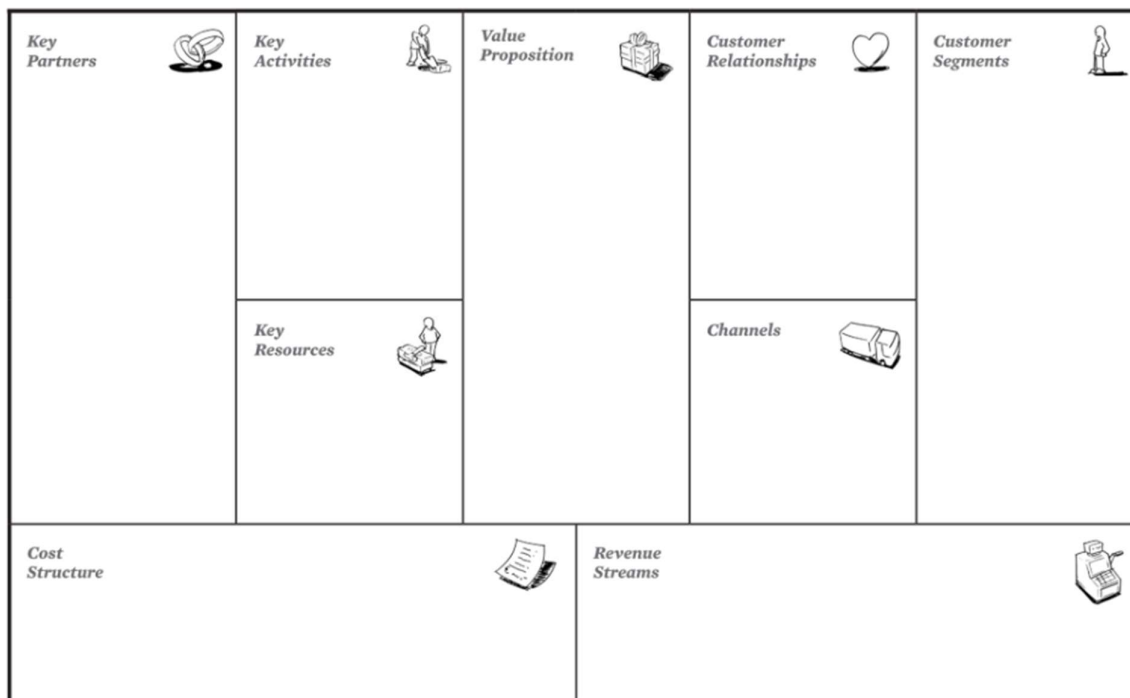 Key
Partners
Key
Activities
Value
Proposition
Customer
Relationships
Customer
Segments
Key
Resources
Channels
Cost
Structure
Revenue
Streams